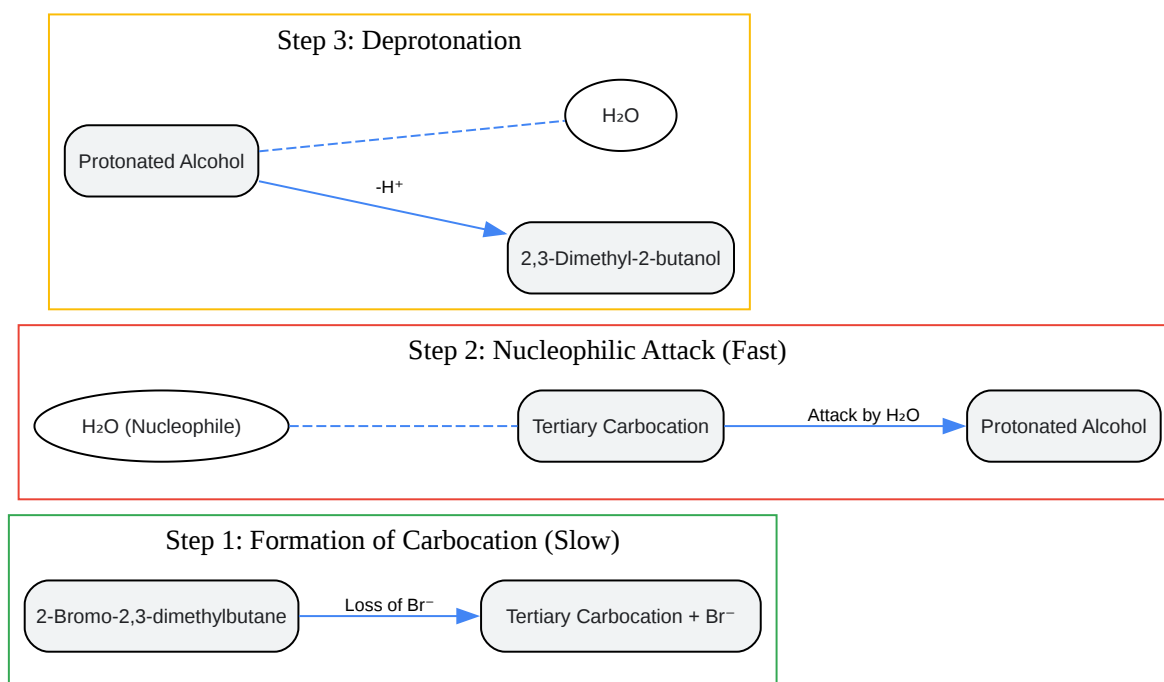 Step 3: Deprotonation
H₂O
Protonated Alcohol
-H⁺
2,3-Dimethyl-2-butanol
Step 2: Nucleophilic Attack (Fast)
H₂O (Nucleophile)
Tertiary Carbocation
Attack by H₂O
Protonated Alcohol
Step 1: Formation of Carbocation (Slow)
2-Bromo-2,3-dimethylbutane
Loss of Br⁻
Tertiary Carbocation + Br⁻